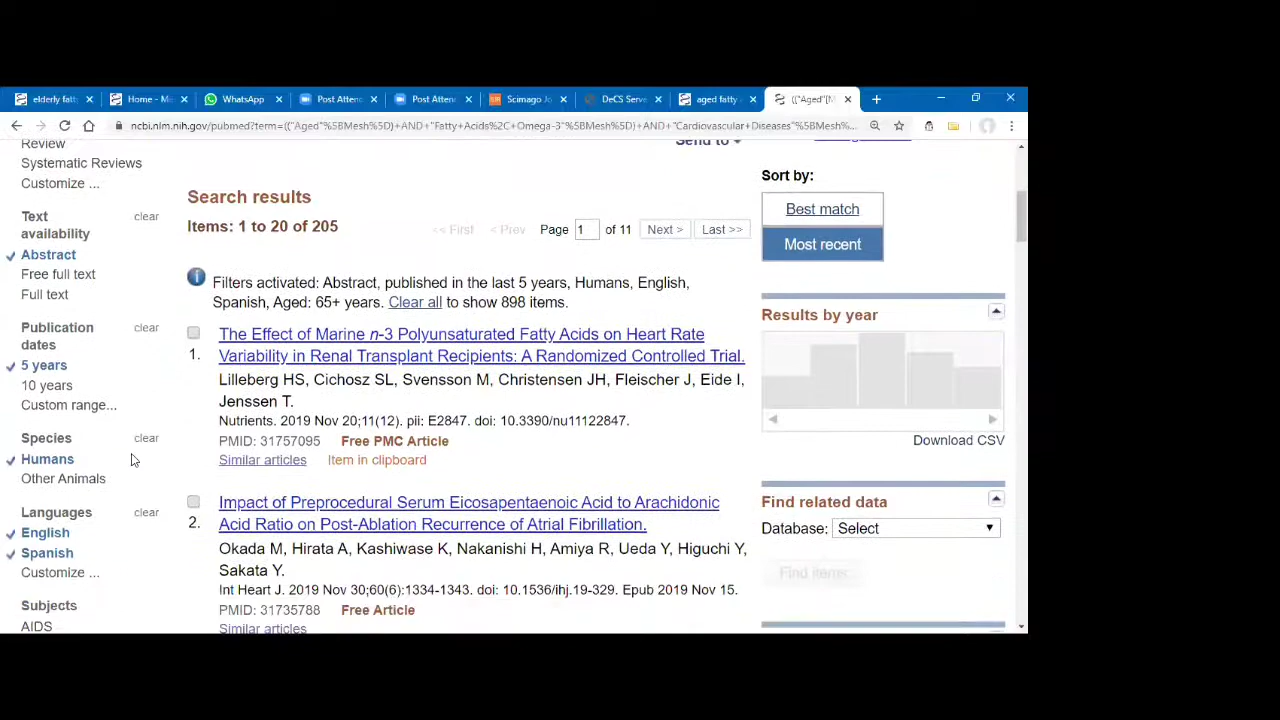 elderly fatt
Home - M
WhatsApp
Post Attend
Post Attend
Scimago Jo
DeCS Serve
aged fatty
(("Aged"[M
ncbi.nlm.nih.gov/pubmed?term=(("Aged"%5BMesh%5D)+AND+"Fatty+Acids%2C+Omega-3"%5BMesh%5D)+AND+"Cardiovascular+Diseases"%5BMesh%...
Review
Systematic Reviews
Customize ...
Text
availability
clear
Abstract
Free full text
Full text
Publication
dates
clear
5 years
10 years
Custom range...
Species
clear
Humans
Other Animals
Languages
clear
English
Spanish
Customize ...
Subjects
AIDS
Send to
Search results
Items: 1 to 20 of 205
<< First < Prev Page 1 of 11 Next > Last >>
Filters activated: Abstract, published in the last 5 years, Humans, English,
Spanish, Aged: 65+ years. Clear all to show 898 items.
The Effect of Marine n-3 Polyunsaturated Fatty Acids on Heart Rate
1. Variability in Renal Transplant Recipients: A Randomized Controlled Trial.
Lilleberg HS, Cichosz SL, Svensson M, Christensen JH, Fleischer J, Eide I,
Jenssen T.
Nutrients. 2019 Nov 20;11(12). pii: E2847. doi: 10.3390/nu11122847.
PMID: 31757095 Free PMC Article
Similar articles Item in clipboard
Impact of Preprocedural Serum Eicosapentaenoic Acid to Arachidonic
2. Acid Ratio on Post-Ablation Recurrence of Atrial Fibrillation.
Okada M, Hirata A, Kashiwase K, Nakanishi H, Amiya R, Ueda Y, Higuchi Y,
Sakata Y.
Int Heart J. 2019 Nov 30;60(6):1334-1343. doi: 10.1536/ihj.19-329. Epub 2019 Nov 15.
PMID: 31735788 Free Article
Similar articles
Sort by:
Best match
Most recent
Results by year
Download CSV
Find related data
Database: Select
Find items